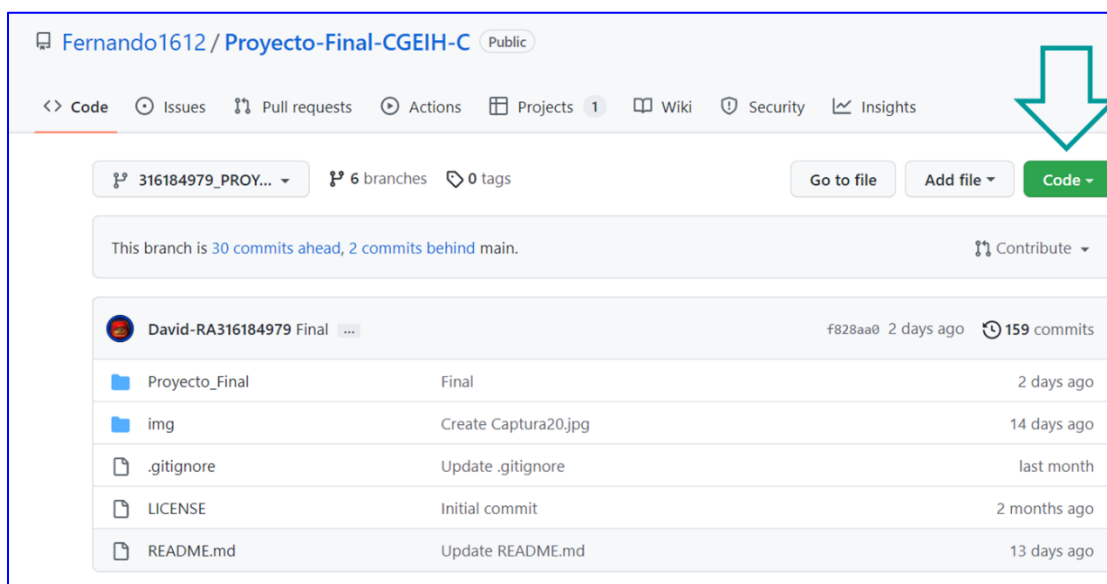 Fernando1612 / Proyecto-Final-CGEIH-C Public
Code Issues Pull requests Actions Projects 1 Wiki Security Insights
316184979_PROY... 6 branches 0 tags Go to file Add file Code
This branch is 30 commits ahead, 2 commits behind main. Contribute
David-RA316184979 Final ... f828aa0 2 days ago 159 commits
Proyecto_Final Final 2 days ago
img Create Captura20.jpg 14 days ago
.gitignore Update .gitignore last month
LICENSE Initial commit 2 months ago
README.md Update README.md 13 days ago